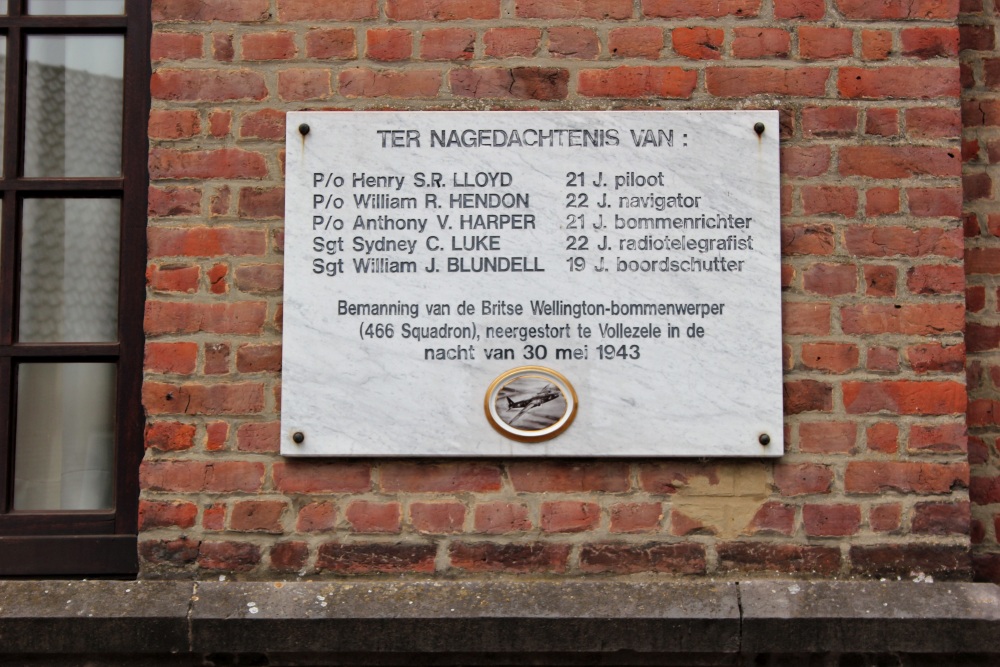 TER NAGEDACHTENIS VAN :
P/o Henry S.R. LLOYD 21 J. piloot
P/o William R. HENDON 22 J. navigator
P/o Anthony V. HARPER 21 J. bommenrichter
Sgt Sydney C. LUKE 22 J. radiotelegrafist
Sgt William J. BLUNDELL 19 J. boordschutter
Bemanning van de Britse Wellington-bommenwerper
(466 Squadron), neergestort te Vollezele in de
nacht van 30 mei 1943